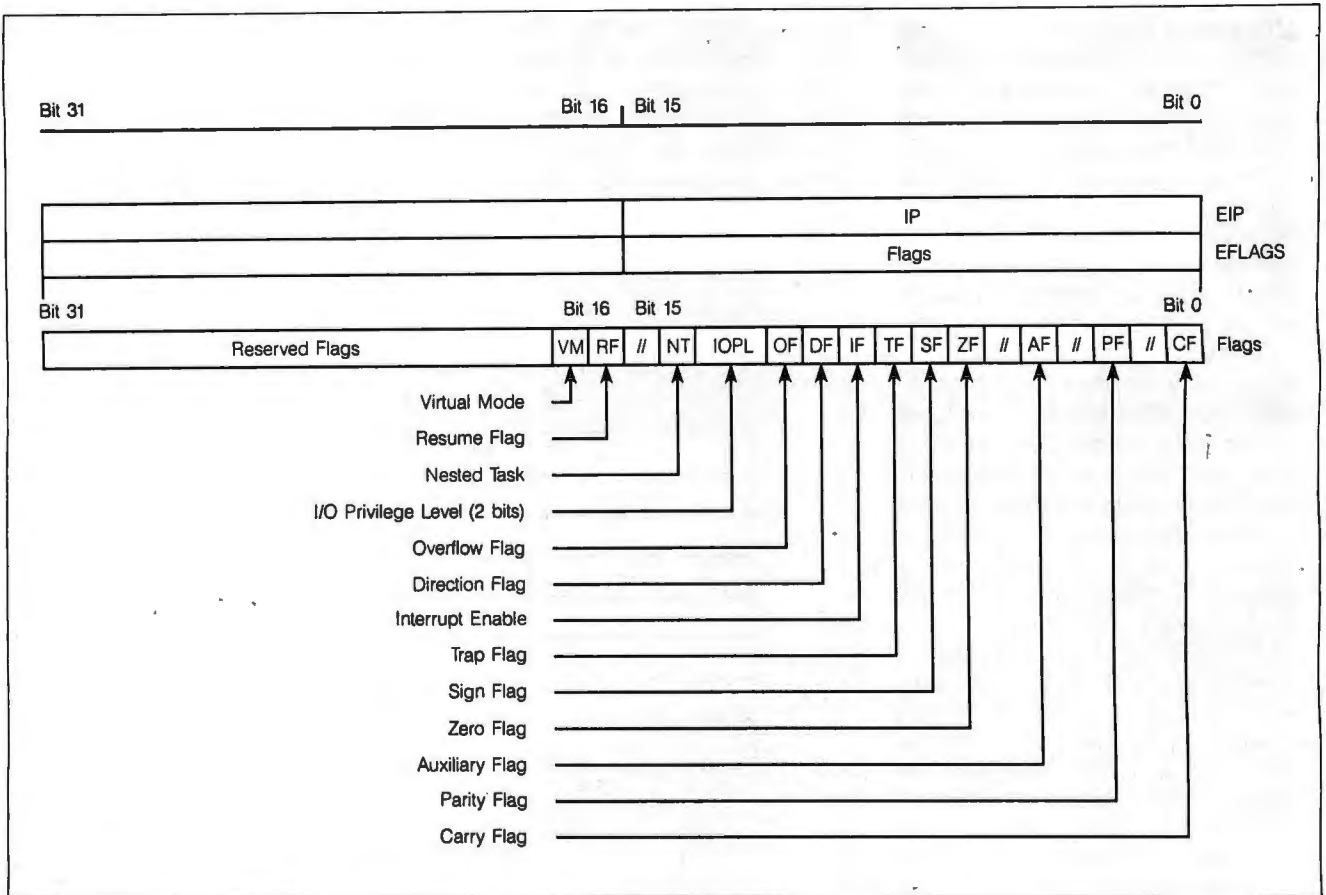 Bit 31 Bit 16 Bit 15 Bit 0
IP EIP
Flags EFLAGS
Bit 31 Bit 16 Bit 15 Bit 0
Reserved Flags VM RF // NT IOPL OF DF IF TF SF ZF // AF // PF // CF Flags
Virtual Mode
Resume Flag
Nested Task
I/O Privilege Level (2 bits)
Overflow Flag
Direction Flag
Interrupt Enable
Trap Flag
Sign Flag
Zero Flag
Auxiliary Flag
Parity Flag
Carry Flag